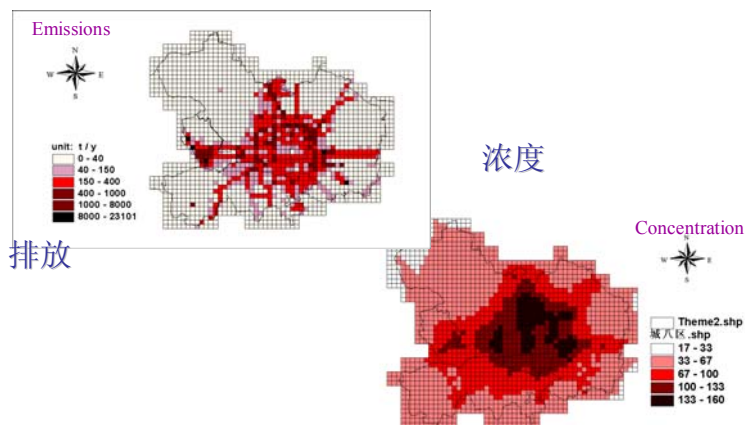 Emissions
N
W E
S
unit: t / y
0 - 40
40 - 150
150 - 400
400 - 1000
1000 - 8000
8000 - 23101
排放
浓度
Concentration
N
W E
S
Theme2.shp
城八区.shp
17 - 33
33 - 67
67 - 100
100 - 133
133 - 160